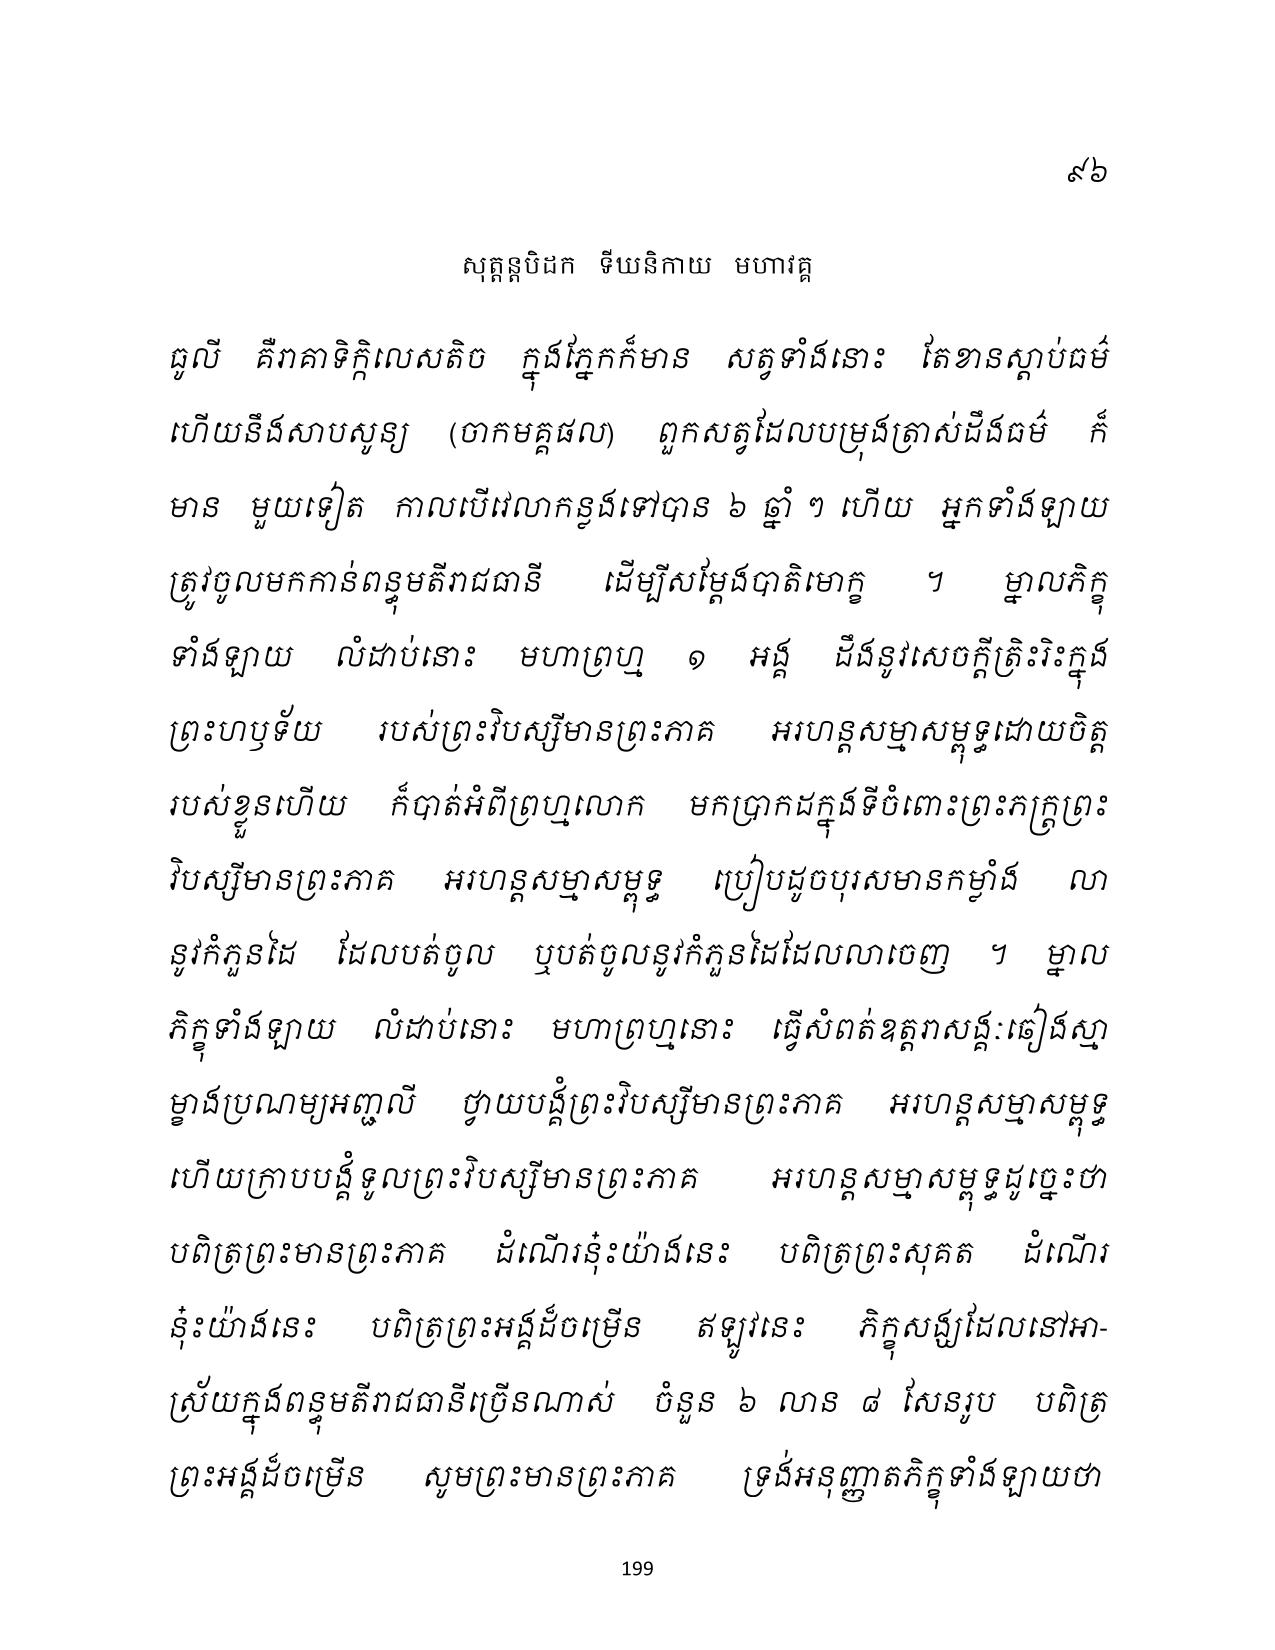 ៩៦
សុត្តន្តបិដក ទីឃនិកាយ មហាវគ្គ
ធូលី គឺរាគាទិក្កិលេសតិច ក្នុងភ្នែកក៏មាន សត្វទាំងនោះ តែខានស្តាប់ធម៌
ហើយនឹងសាបសូន្យ (ចាកមគ្គផល) ពួកសត្វដែលបម្រុងត្រាស់ដឹងធម៌ ក៏
មាន មួយទៀត កាលបើវេលាកន្លងទៅបាន ៦ ឆ្នាំ ៗ ហើយ អ្នកទាំងឡាយ
ត្រូវចូលមកកាន់ពន្ធុមតីរាជធានី ដើម្បីសម្តែងបាតិមោក្ខ ។ ម្នាលភិក្ខុ
ទាំងឡាយ លំដាប់នោះ មហាព្រហ្ម ១ អង្គ ដឹងនូវសេចក្តីត្រិះរិះក្នុង
ព្រះហឫទ័យ របស់ព្រះវិបស្សីមានព្រះភាគ អរហន្តសម្មាសម្ពុទ្ធដោយចិត្ត
របស់ខ្លួនហើយ ក៏បាត់អំពីព្រហ្មលោក មកប្រាកដក្នុងទីចំពោះព្រះភក្ត្រព្រះ
វិបស្សីមានព្រះភាគ អរហន្តសម្មាសម្ពុទ្ធ ប្រៀបដូចបុរសមានកម្លាំង លា
នូវកំភួនដៃ ដែលបត់ចូល ឬបត់ចូលនូវកំភួនដៃដែលលាចេញ ។ ម្នាល
ភិក្ខុទាំងឡាយ លំដាប់នោះ មហាព្រហ្មនោះ ធ្វើសំពត់ឧត្តរាសង្គៈឆៀងស្មា
ម្ខាងប្រណម្យអញ្ជលី ថ្វាយបង្គំព្រះវិបស្សីមានព្រះភាគ អរហន្តសម្មាសម្ពុទ្ធ
ហើយក្រាបបង្គំទូលព្រះវិបស្សីមានព្រះភាគ អរហន្តសម្មាសម្ពុទ្ធដូច្នេះថា
បពិត្រព្រះមានព្រះភាគ ដំណើរនុ៎ះយ៉ាងនេះ បពិត្រព្រះសុគត ដំណើរ
នុ៎ះយ៉ាងនេះ បពិត្រព្រះអង្គដ៏ចម្រើន ឥឡូវនេះ ភិក្ខុសង្ឃដែលនៅអា-
ស្រ័យក្នុងពន្ធុមតីរាជធានីច្រើនណាស់ ចំនួន ៦ លាន ៨ សែនរូប បពិត្រ
ព្រះអង្គដ៏ចម្រើន សូមព្រះមានព្រះភាគ ទ្រង់អនុញ្ញាតភិក្ខុទាំងឡាយថា
199